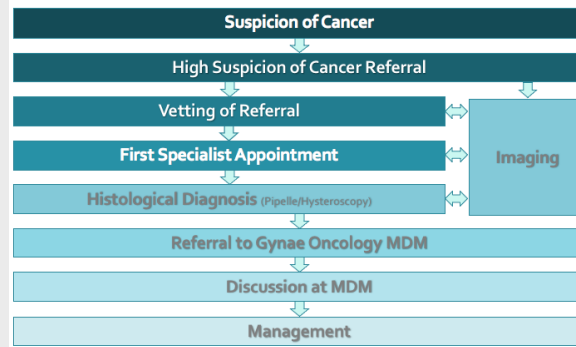 Suspicion of Cancer
High Suspicion of Cancer Referral
Vetting of Referral
First Specialist Appointment
Imaging
Histological Diagnosis (Pipelle/Hysteroscopy)
Referral to Gynae Oncology MDM
Discussion at MDM
Management